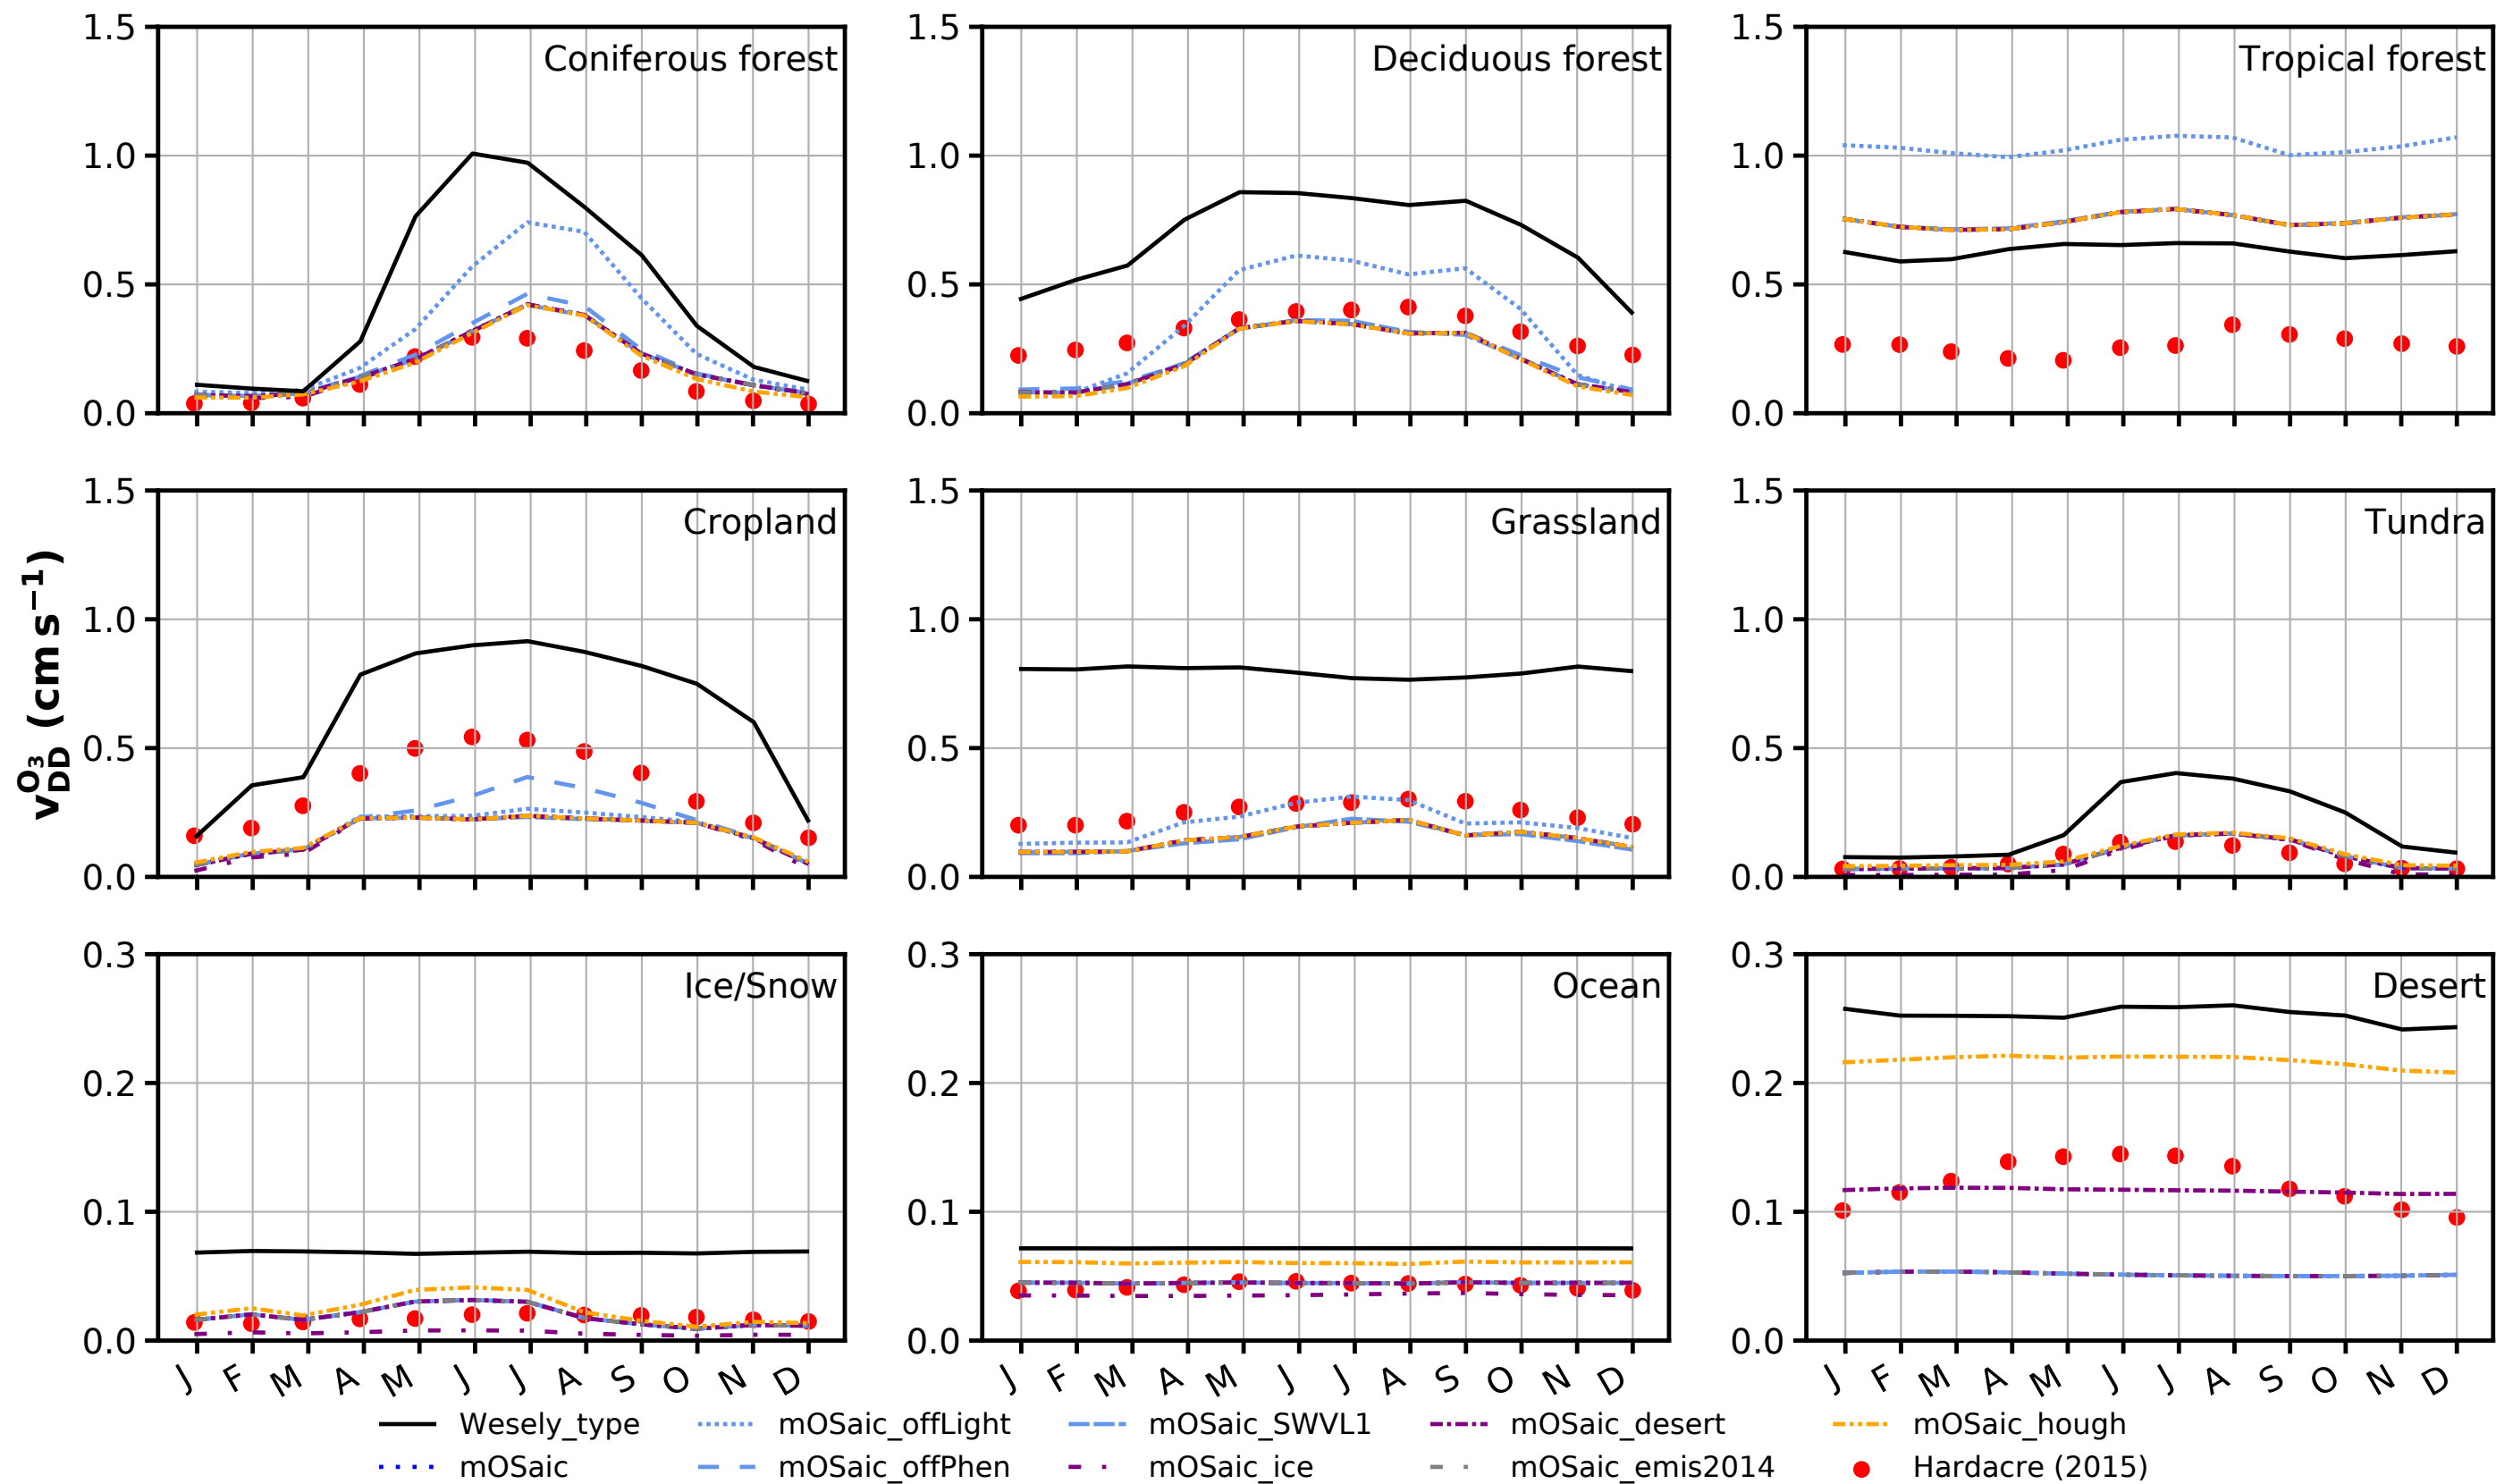 1.5 1.0 0.5 0.0 Coniferous forest
1.5 1.0 0.5 0.0 Deciduous forest
1.5 1.0 0.5 0.0 Tropical forest
v_DD^O₃ (cm s⁻¹)
1.5 1.0 0.5 0.0 Cropland
1.5 1.0 0.5 0.0 Grassland
1.5 1.0 0.5 0.0 Tundra
0.3 0.2 0.1 0.0 Ice/Snow
0.3 0.2 0.1 0.0 Ocean
0.3 0.2 0.1 0.0 Desert
J F M A M J J A S O N D
J F M A M J J A S O N D
J F M A M J J A S O N D
Wesely_type mOSaic_offLight mOSaic_SWVL1 mOSaic_desert mOSaic_hough
mOSaic mOSaic_offPhen mOSaic_ice mOSaic_emis2014 Hardacre (2015)